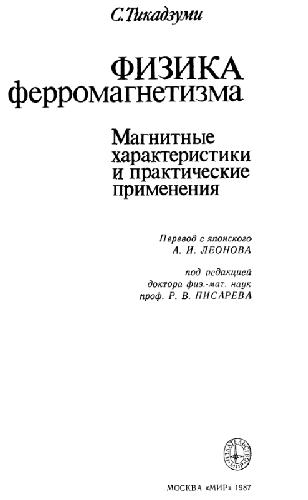 С. Тикадзуми
ФИЗИКА
ферромагнетизма
Магнитные
характеристики
и практические
применения
Перевод с японского
А. И. ЛЕОНОВА
под редакцией
доктора физ.-мат. наук
проф. Р. В. ПИСАРЕВА
МОСКВА «МИР» 1987